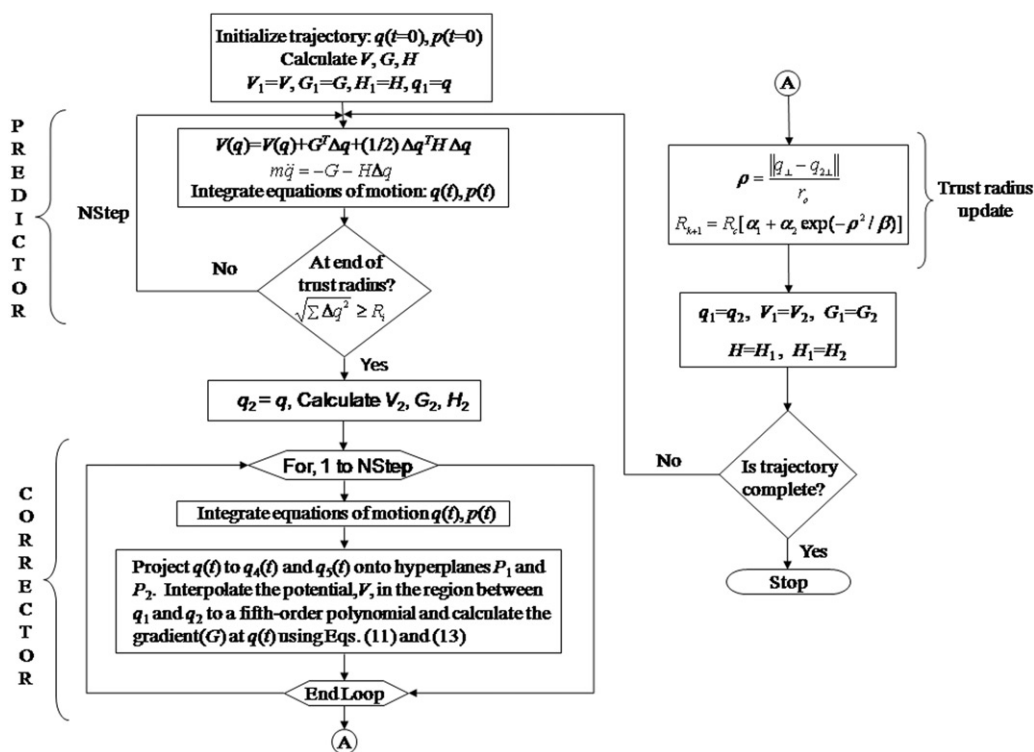 Initialize trajectory: q(t=0), p(t=0)
Calculate V, G, H
V₁=V, G₁=G, H₁=H, q₁=q
PREDICTOR
NStep
V(q)=V(q)+GᵀΔq+(1/2) ΔqᵀH Δq
mq̈ = −G − HΔq
Integrate equations of motion: q(t), p(t)
No
At end of
trust radius?
√∑Δq² ≥ Rᵢ
Yes
q₂ = q, Calculate V₂, G₂, H₂
CORRECTOR
For, 1 to NStep
Integrate equations of motion q(t), p(t)
Project q(t) to q₄(t) and q₅(t) onto hyperplanes P₁ and
P₂. Interpolate the potential,V, in the region between
q₁ and q₂ to a fifth-order polynomial and calculate the
gradient(G) at q(t) using Eqs. (11) and (13)
End Loop
A
A
ρ = ‖q⊥ − q₂⊥‖ / rₒ
Rₖ₊₁ = R꜀[α₁ + α₂ exp(−ρ² / β)]
Trust radius
update
q₁=q₂, V₁=V₂, G₁=G₂
H=H₁, H₁=H₂
No
Is trajectory
complete?
Yes
Stop